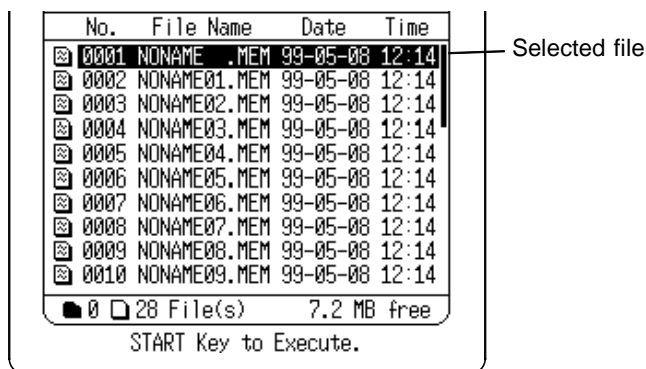 No. File Name Date Time
0001 NONAME .MEM 99-05-08 12:14 Selected file
0002 NONAME01.MEM 99-05-08 12:14
0003 NONAME02.MEM 99-05-08 12:14
0004 NONAME03.MEM 99-05-08 12:14
0005 NONAME04.MEM 99-05-08 12:14
0006 NONAME05.MEM 99-05-08 12:14
0007 NONAME06.MEM 99-05-08 12:14
0008 NONAME07.MEM 99-05-08 12:14
0009 NONAME08.MEM 99-05-08 12:14
0010 NONAME09.MEM 99-05-08 12:14
0 28 File(s) 7.2 MB free
START Key to Execute.